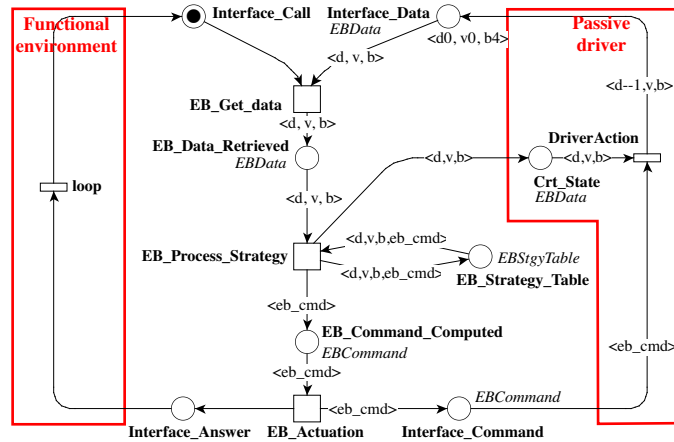 Functional
environment
Interface_Call
Interface_Data
EBData
<d0, v0, b4>
Passive
driver
<d, v, b>
<d--1,v,b>
EB_Get_data
<d, v, b>
EB_Data_Retrieved
EBData
<d,v,b>
DriverAction
<d,v,b>
Crt_State
EBData
loop
<d, v, b>
<d,v,b,eb_cmd>
EB_Process_Strategy
EBStgyTable
<d,v,b,eb_cmd>
EB_Strategy_Table
<eb_cmd>
EB_Command_Computed
EBCommand
<eb_cmd>
<eb_cmd>
EBCommand
<eb_cmd>
Interface_Answer
EB_Actuation
Interface_Command